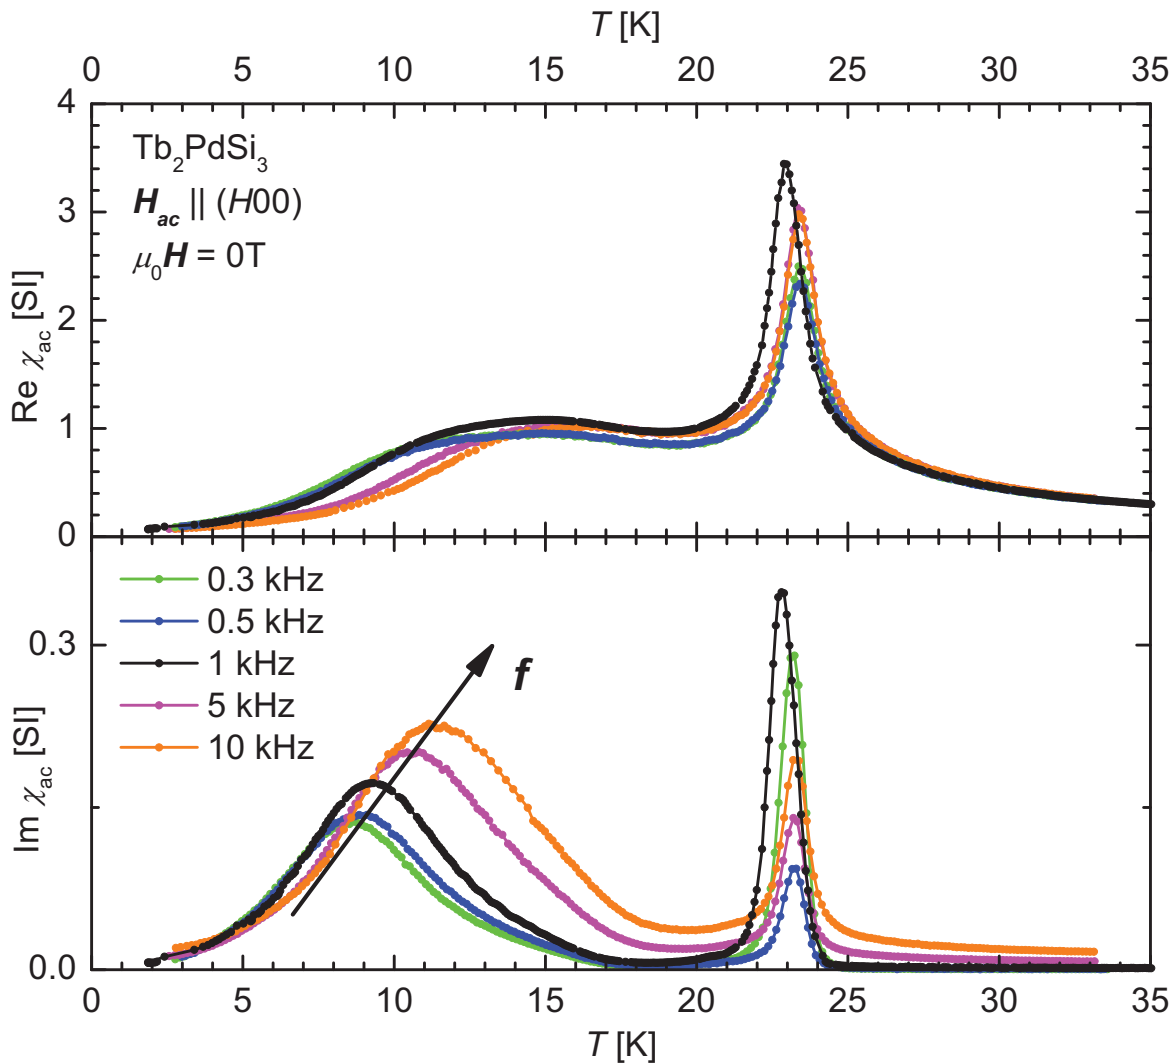 T [K]
0 5 10 15 20 25 30 35
4
3
2
1
0
Re χac [SI]
Tb2PdSi3
Hac || (H00)
μ0H = 0T
0.3
0.0
Im χac [SI]
0.3 kHz
0.5 kHz
1 kHz
5 kHz
10 kHz
f
0 5 10 15 20 25 30 35
T [K]